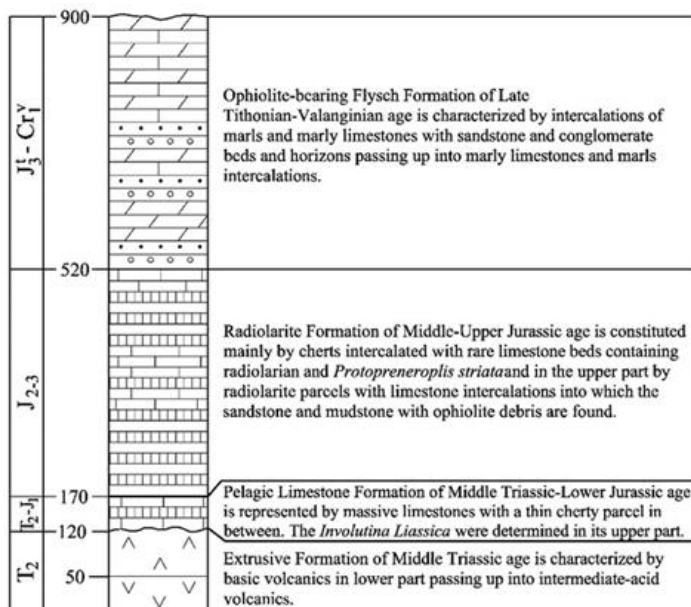 900
Ophiolite-bearing Flysch Formation of Late
Tithonian-Valanginian age is characterized by intercalations of
marls and marly limestones with sandstone and conglomerate
beds and horizons passing up into marly limestones and marls
intercalations.
J₃ᵗ - Cr₁ᵛ
520
Radiolarite Formation of Middle-Upper Jurassic age is constituted
mainly by cherts intercalated with rare limestone beds containing
radiolarian and Protopreneroplis striataand in the upper part by
radiolarite parcels with limestone intercalations into which the
sandstone and mudstone with ophiolite debris are found.
J₂₋₃
170
Pelagic Limestone Formation of Middle Triassic-Lower Jurassic age
is represented by massive limestones with a thin cherty parcel in
between. The Involutina Liassica were determined in its upper part.
T₂-J₁
120
Extrusive Formation of Middle Triassic age is characterized by
basic volcanics in lower part passing up into intermediate-acid
volcanics.
T₂
50